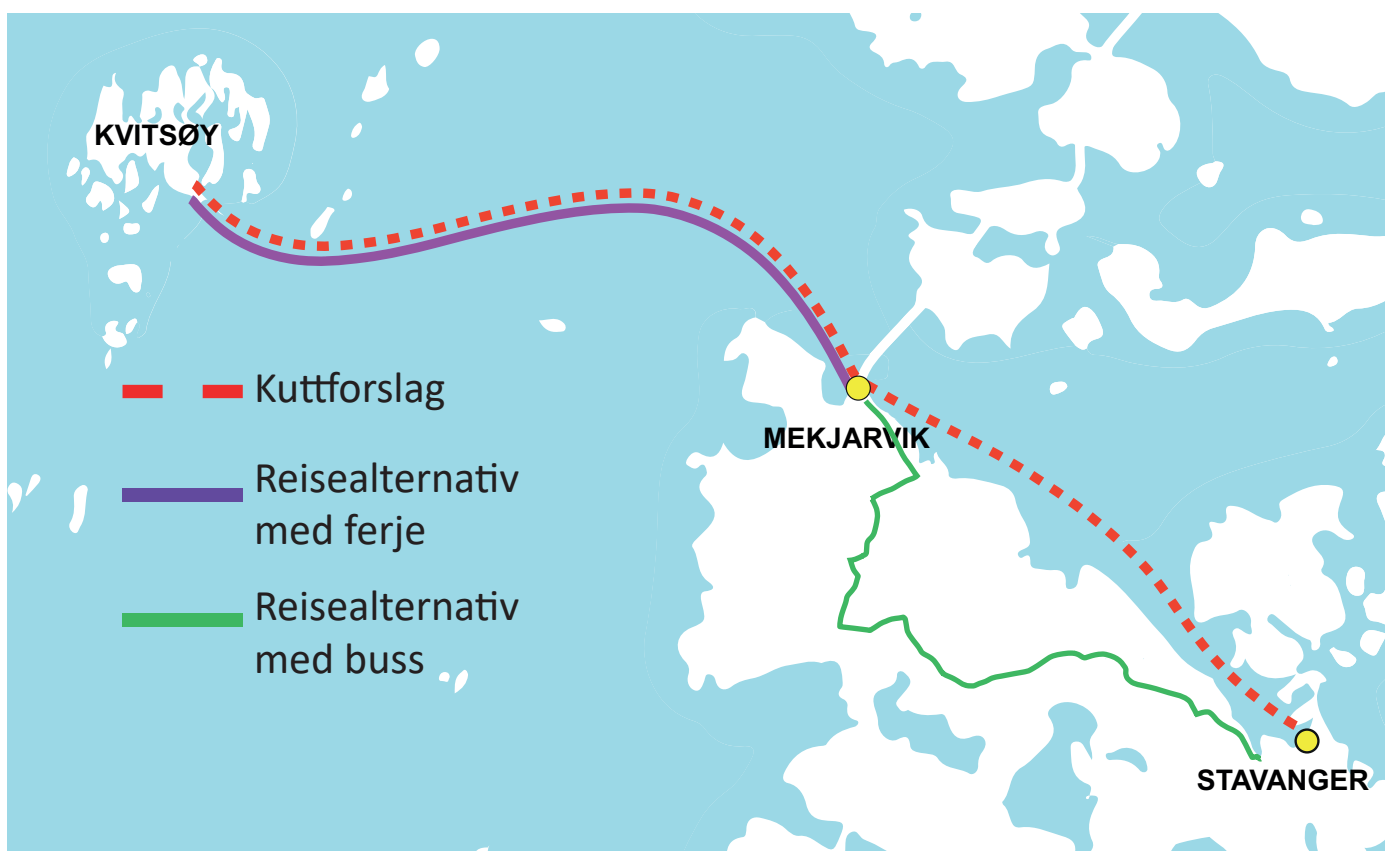 KVITSØY
Kuttforslag
MEKJARVIK
Reisealternativ
med ferje
Reisealternativ
med buss
STAVANGER